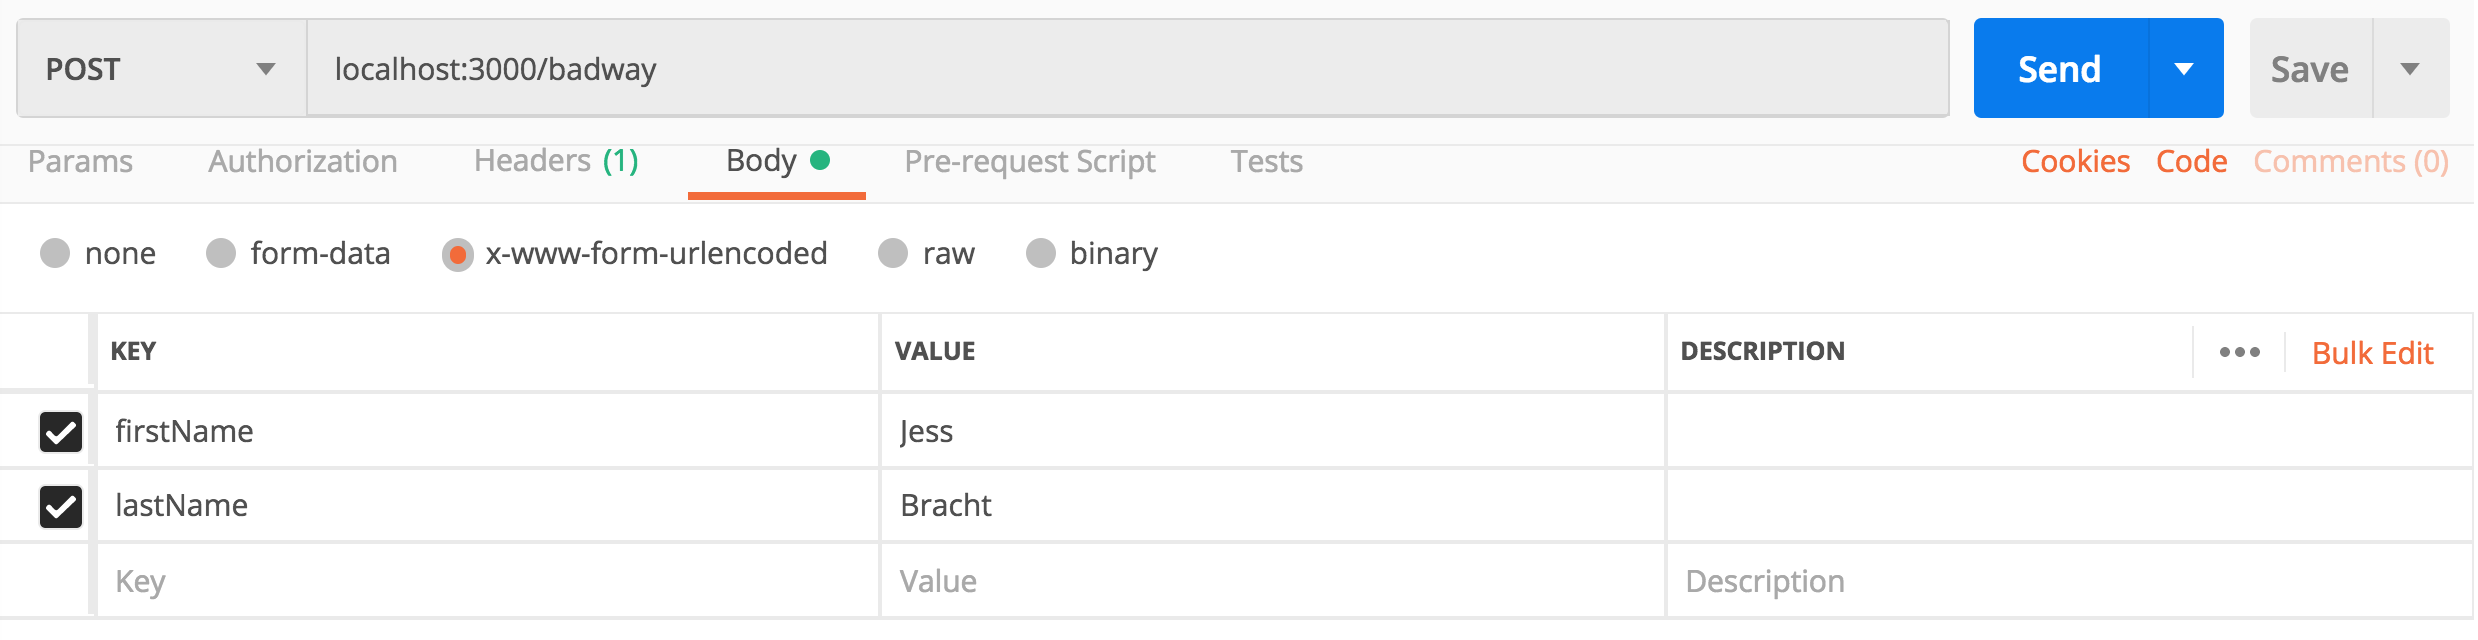 POST localhost:3000/badway Send Save
Params Authorization Headers (1) Body Pre-request Script Tests Cookies Code Comments (0)
none form-data x-www-form-urlencoded raw binary
KEY VALUE DESCRIPTION ••• Bulk Edit
firstName Jess
lastName Bracht
Key Value Description